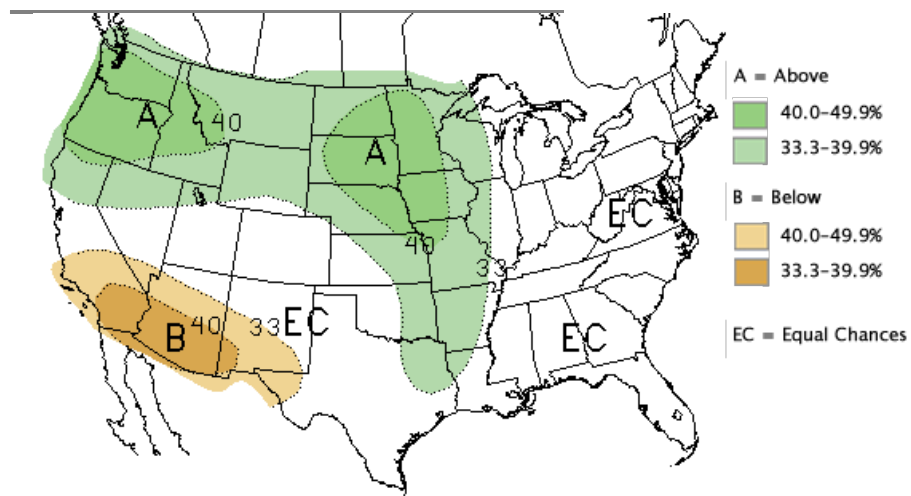 A = Above
40.0-49.9%
33.3-39.9%
B = Below
40.0-49.9%
33.3-39.9%
EC = Equal Chances
A 40
A
40
33
EC
B 40 33 EC
EC